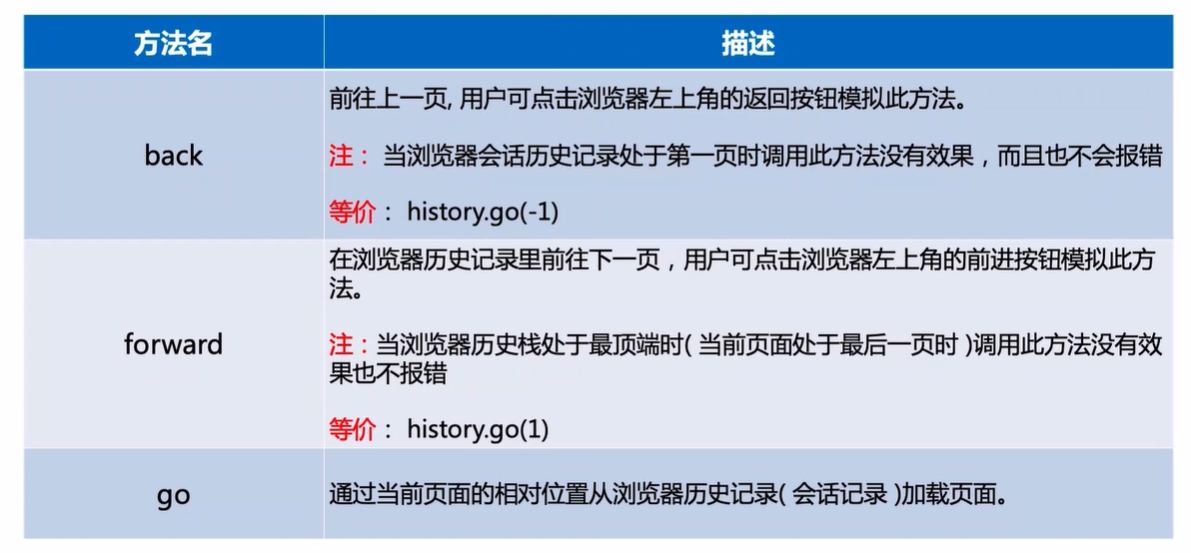 方法名 描述
前往上一页, 用户可点击浏览器左上角的返回按钮模拟此方法。
back
注： 当浏览器会话历史记录处于第一页时调用此方法没有效果，而且也不会报错
等价： history.go(-1)
在浏览器历史记录里前往下一页，用户可点击浏览器左上角的前进按钮模拟此方
法。
forward
注：当浏览器历史栈处于最顶端时( 当前页面处于最后一页时 )调用此方法没有效
果也不报错
等价： history.go(1)
go
通过当前页面的相对位置从浏览器历史记录( 会话记录 )加载页面。